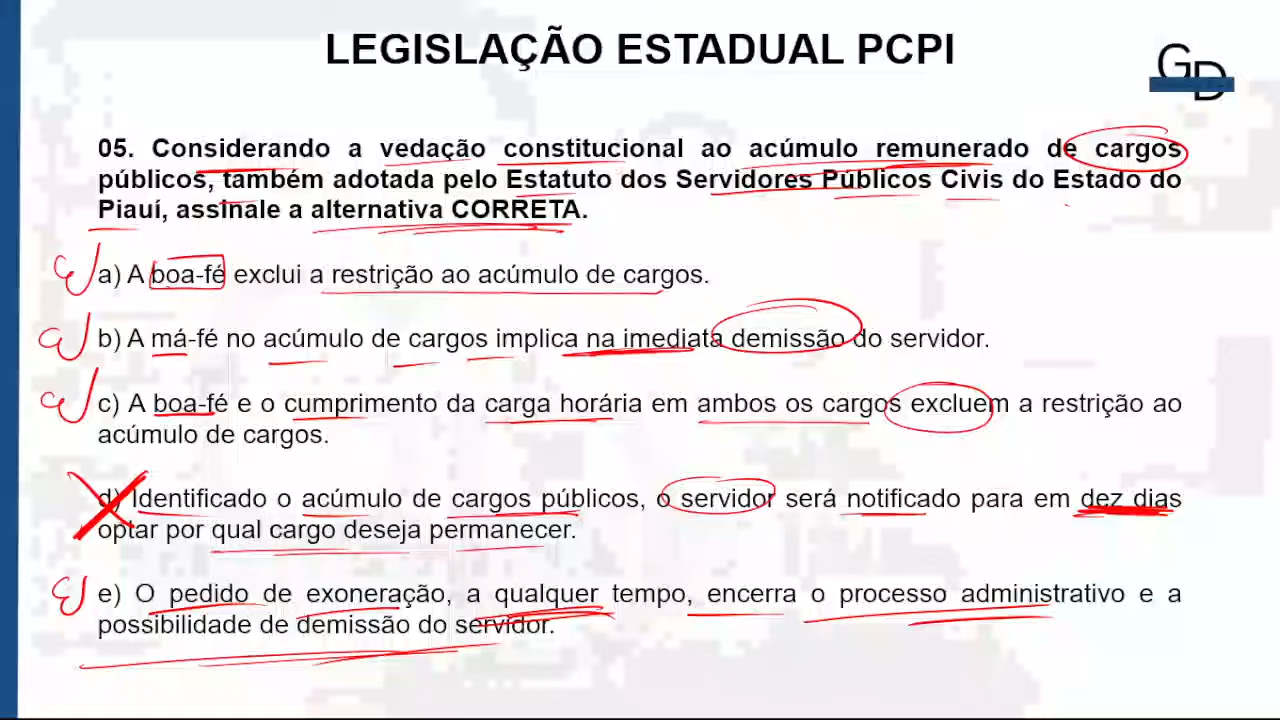 LEGISLAÇÃO ESTADUAL PCPI
GD
05. Considerando a vedação constitucional ao acúmulo remunerado de cargos
públicos, também adotada pelo Estatuto dos Servidores Públicos Civis do Estado do
Piauí, assinale a alternativa CORRETA.
a) A boa-fé exclui a restrição ao acúmulo de cargos.
b) A má-fé no acúmulo de cargos implica na imediata demissão do servidor.
c) A boa-fé e o cumprimento da carga horária em ambos os cargos excluem a restrição ao
acúmulo de cargos.
d) Identificado o acúmulo de cargos públicos, o servidor será notificado para em dez dias
optar por qual cargo deseja permanecer.
e) O pedido de exoneração, a qualquer tempo, encerra o processo administrativo e a
possibilidade de demissão do servidor.